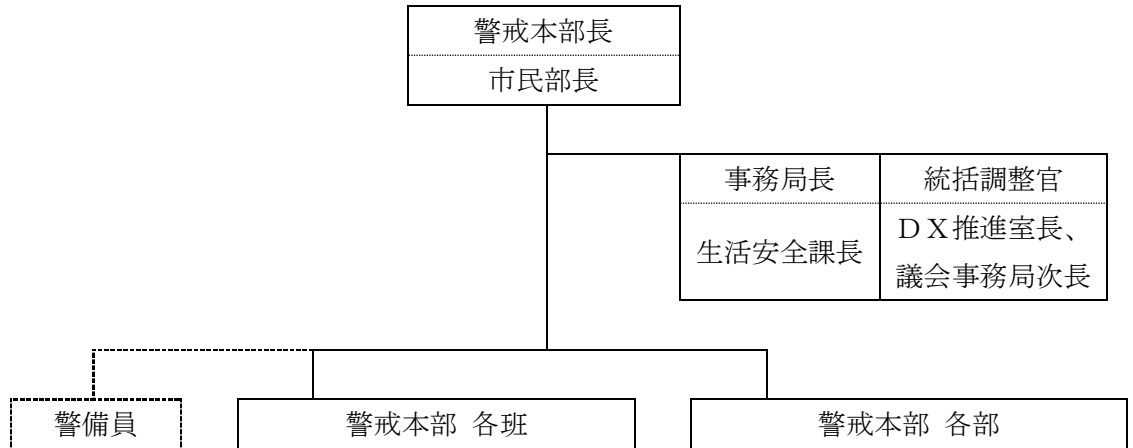 警戒本部長
市民部長
事務局長 統括調整官
生活安全課長
ＤＸ推進室長、
議会事務局次長
警備員 警戒本部 各班 警戒本部 各部